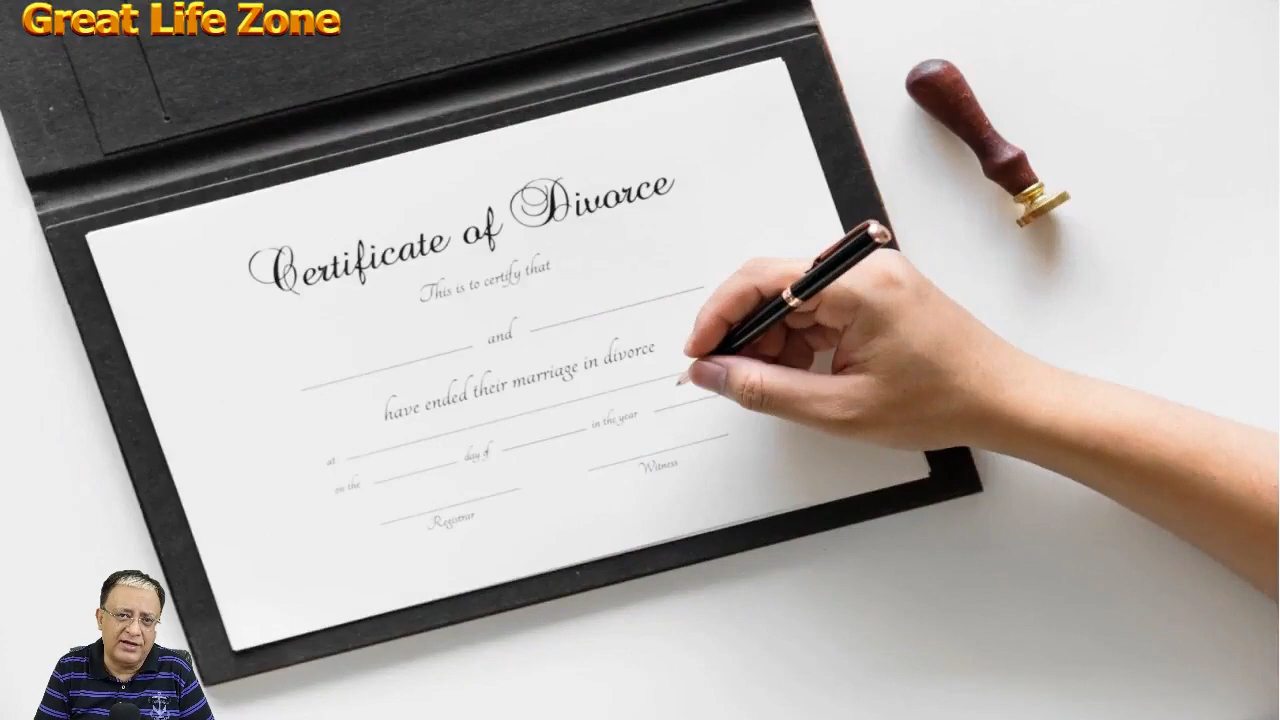 Great Life Zone
Certificate of Divorce
This is to certify that
and
have ended their marriage in divorce
at
on the day of in the year
Registrar Witness